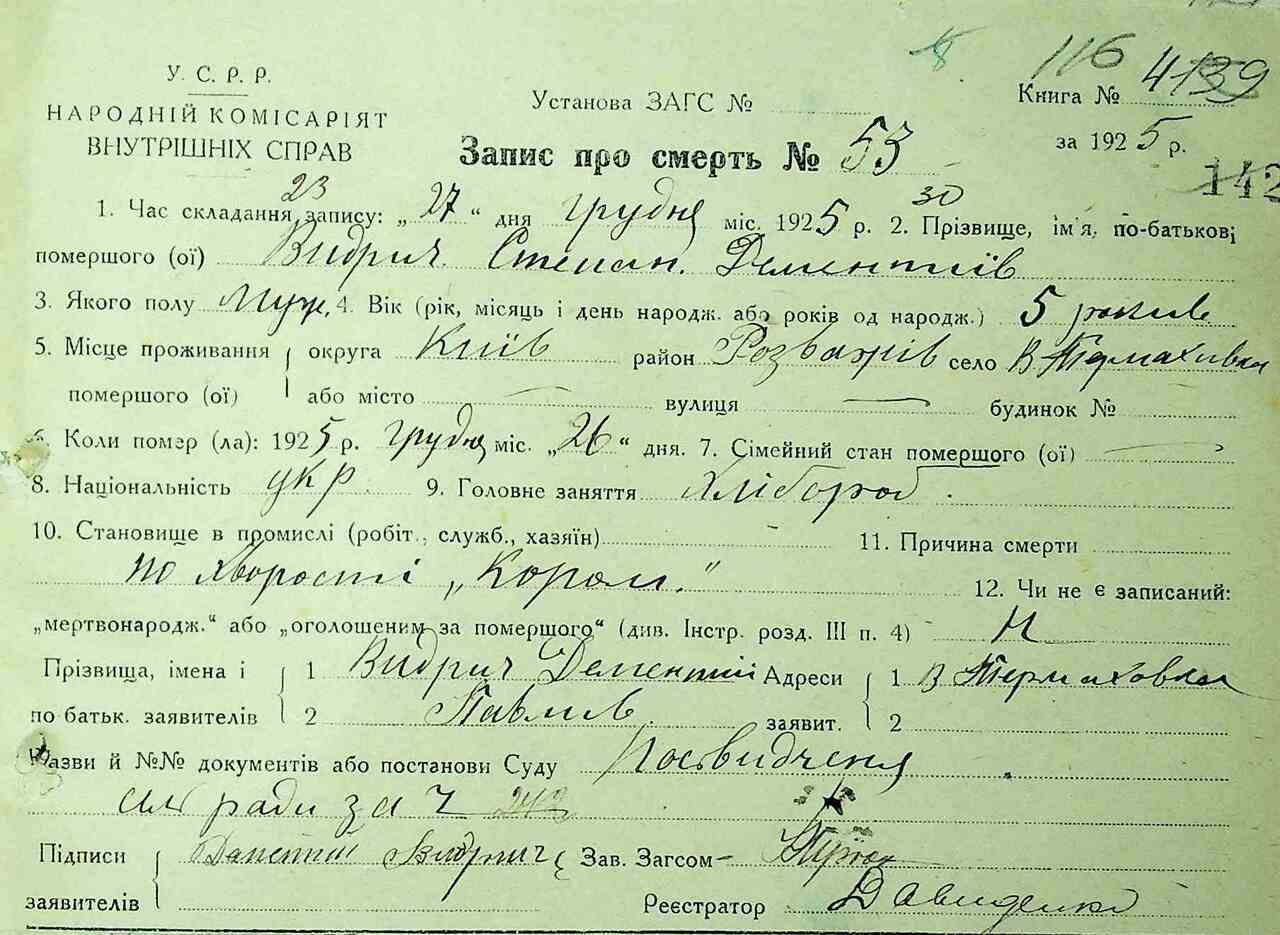 116 4139
У. С. Р. Р.
НАРОДНІЙ КОМІСАРІЯТ
ВНУТРІШНІХ СПРАВ
Установа ЗАГС №
Книга №
за 1925 р.
Запис про смерть № 53
142
23 30
1. Час складання запису: „27“ дня грудня міс. 1925 р. 2. Прізвище, ім'я, по-батькові
помершого (ої) Видрич Степан Дементиїв
3. Якого полу Муж. 4. Вік (рік, місяць і день народж. або років од народж.) 5 років
5. Місце проживання округа Київ район Розважів село В Термаховка
помершого (ої) або місто — вулиця — будинок №
6. Коли помер (ла): 1925 р. грудня міс. „26“ дня. 7. Сімейний стан помершого (ої) —
8. Національність укр 9. Головне заняття Хлібороб.
10. Становище в промислі (робіт., служб., хазяїн) 11. Причина смерти
по хворости „Кором“ 12. Чи не є записаний:
„мертвонародж.“ або „оголошеним за помершого“ (див. Інстр. розд. III п. 4) Н
Прізвища, імена і 1 Видрич Дементий Адреси 1 В Термаховка
по батьк. заявителів 2 Павлив заявит. 2
Назви й №№ документів або постанови Суду Посвидченя
сіл ради за Ч
Підписи Видрич Зав. Загсом —
заявителів Реєстратор Давиденко